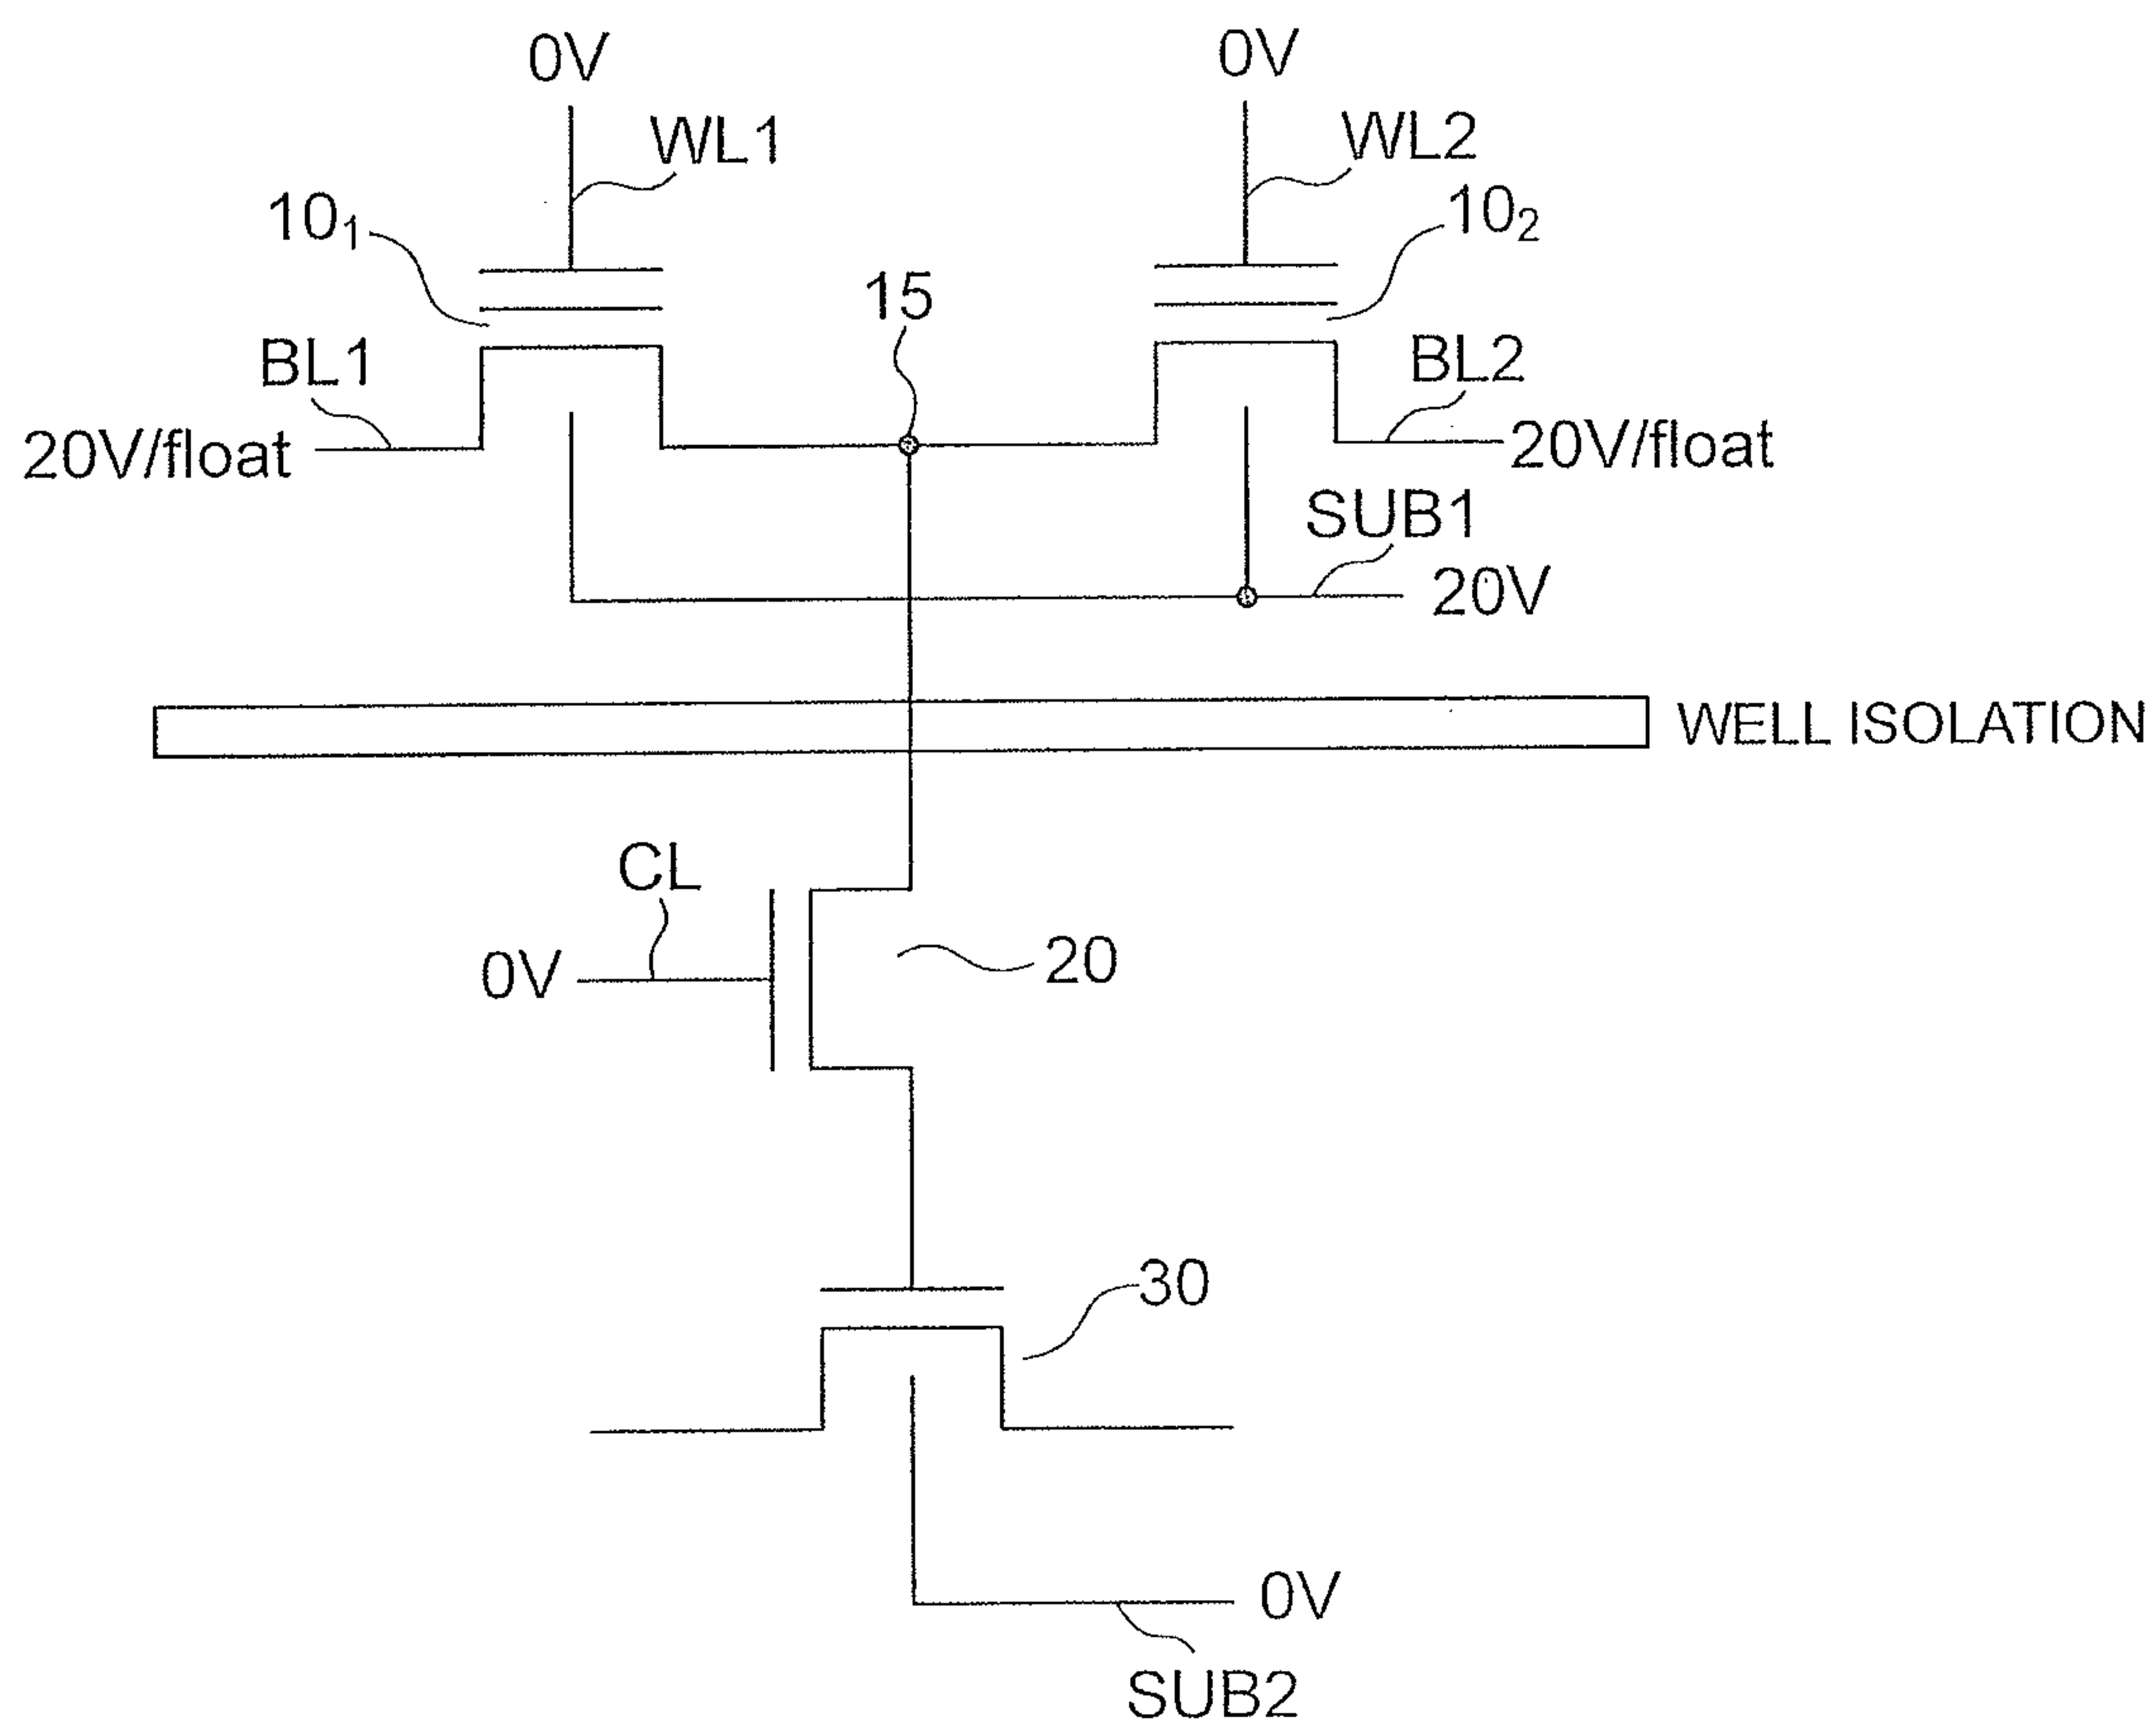 0V
0V
WL1
WL2
10₁
10₂
15
BL1
BL2
20V/float
20V/float
SUB1
20V
WELL ISOLATION
CL
0V
20
30
0V
SUB2